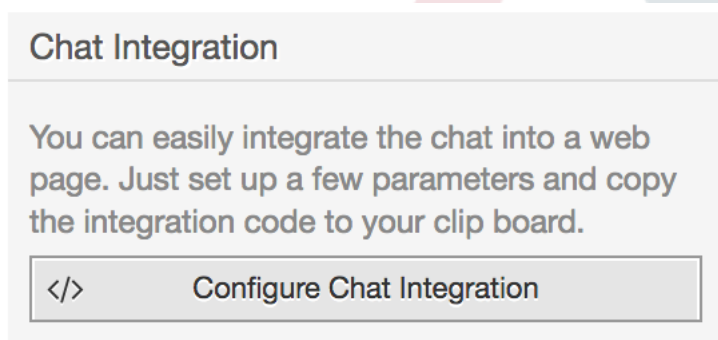 Chat Integration
You can easily integrate the chat into a web
page. Just set up a few parameters and copy
the integration code to your clip board.
</> Configure Chat Integration